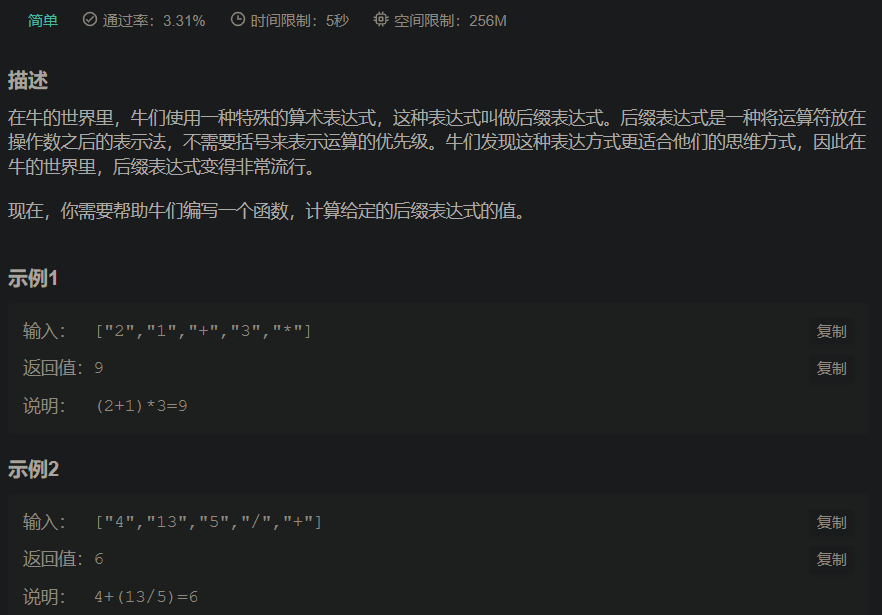 简单 通过率：3.31% 时间限制：5秒 空间限制：256M
描述
在牛的世界里，牛们使用一种特殊的算术表达式，这种表达式叫做后缀表达式。后缀表达式是一种将运算符放在
操作数之后的表示法，不需要括号来表示运算的优先级。牛们发现这种表达方式更适合他们的思维方式，因此在
牛的世界里，后缀表达式变得非常流行。
现在，你需要帮助牛们编写一个函数，计算给定的后缀表达式的值。
示例1
输入： ["2","1","+","3","*"] 复制
返回值：9 复制
说明： (2+1)*3=9
示例2
输入： ["4","13","5","/","+"] 复制
返回值：6 复制
说明： 4+(13/5)=6